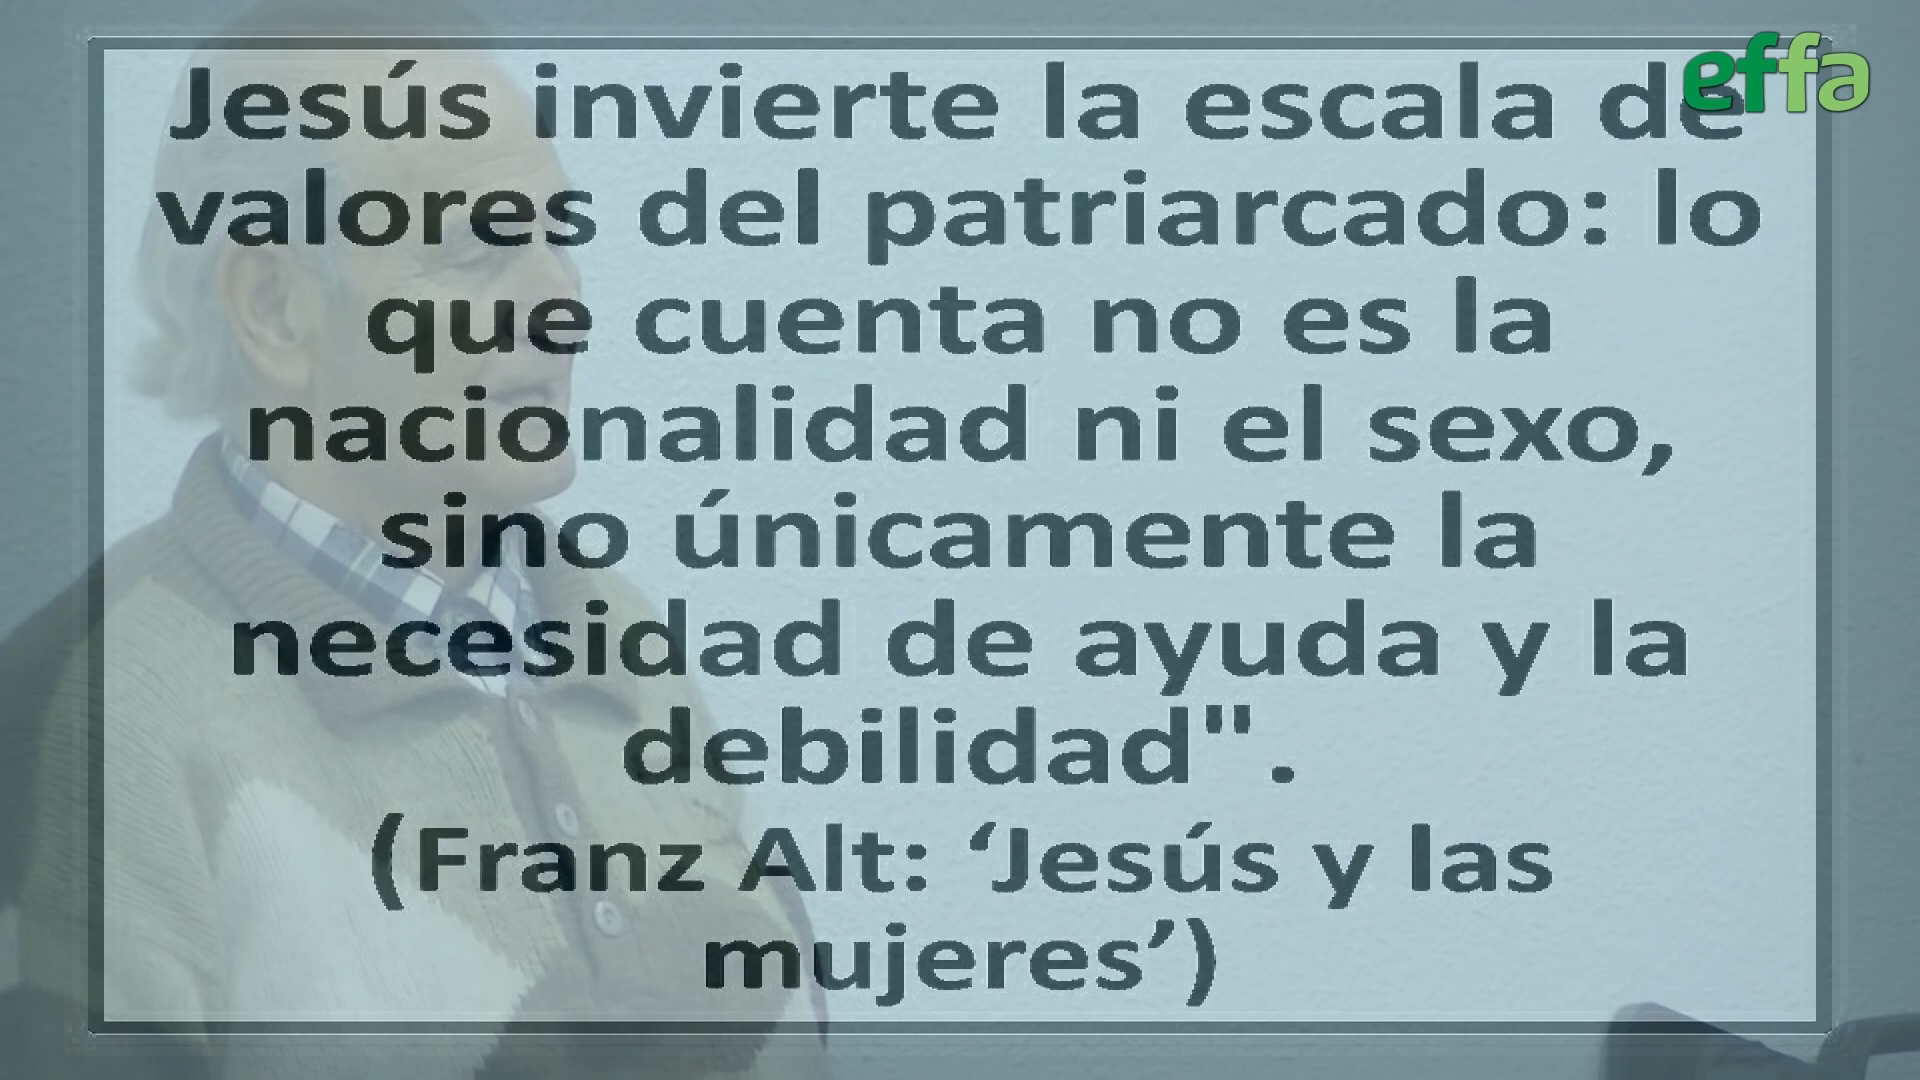 effa
Jesús invierte la escala de
valores del patriarcado: lo
que cuenta no es la
nacionalidad ni el sexo,
sino únicamente la
necesidad de ayuda y la
debilidad".
(Franz Alt: ‘Jesús y las
mujeres’)